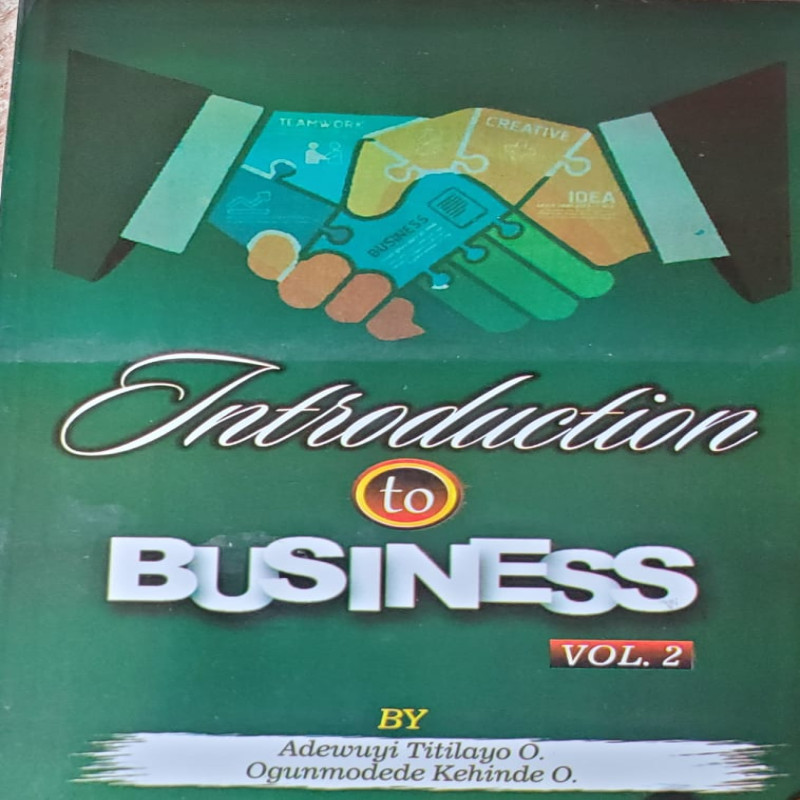 TEAMWORK
CREATIVE
IDEA
BUSINESS
Introduction
to
BUSINESS
VOL. 2
BY
Adewuyi Titilayo O.
Ogunmodede Kehinde O.